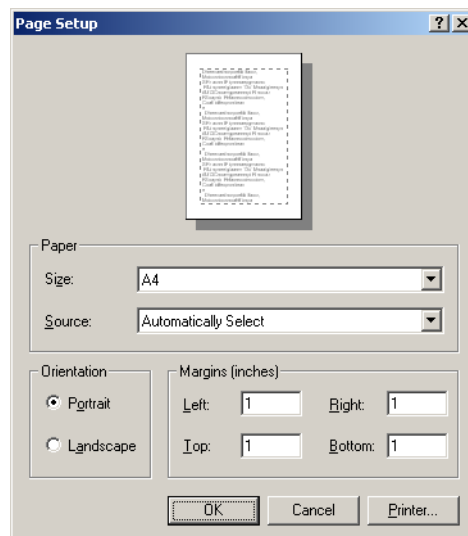 Page Setup
Paper
Size: A4
Source: Automatically Select
Orientation
Portrait
Landscape
Margins (inches)
Left: 1 Right: 1
Top: 1 Bottom: 1
OK Cancel Printer...